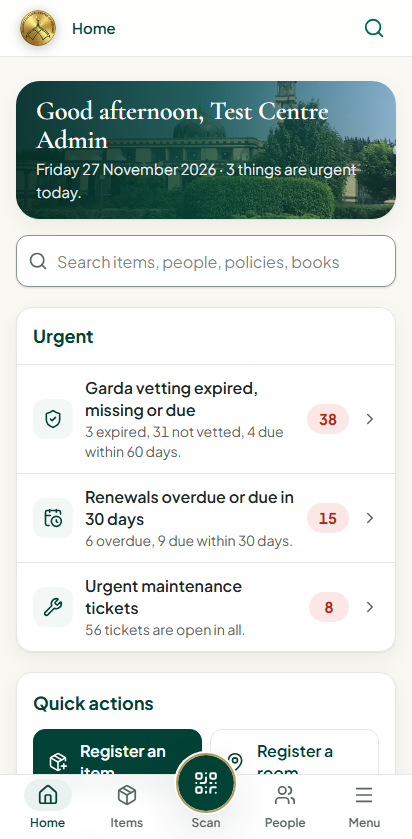 Home
Good afternoon, Test Centre
Admin
Friday 27 November 2026 · 3 things are urgent
today.
Search items, people, policies, books
Urgent
Garda vetting expired,
missing or due
3 expired, 31 not vetted, 4 due
within 60 days.
38
Renewals overdue or due in
30 days
6 overdue, 9 due within 30 days.
15
Urgent maintenance
tickets
56 tickets are open in all.
8
Quick actions
Register an
item
Register a
room
Home
Items
Scan
People
Menu